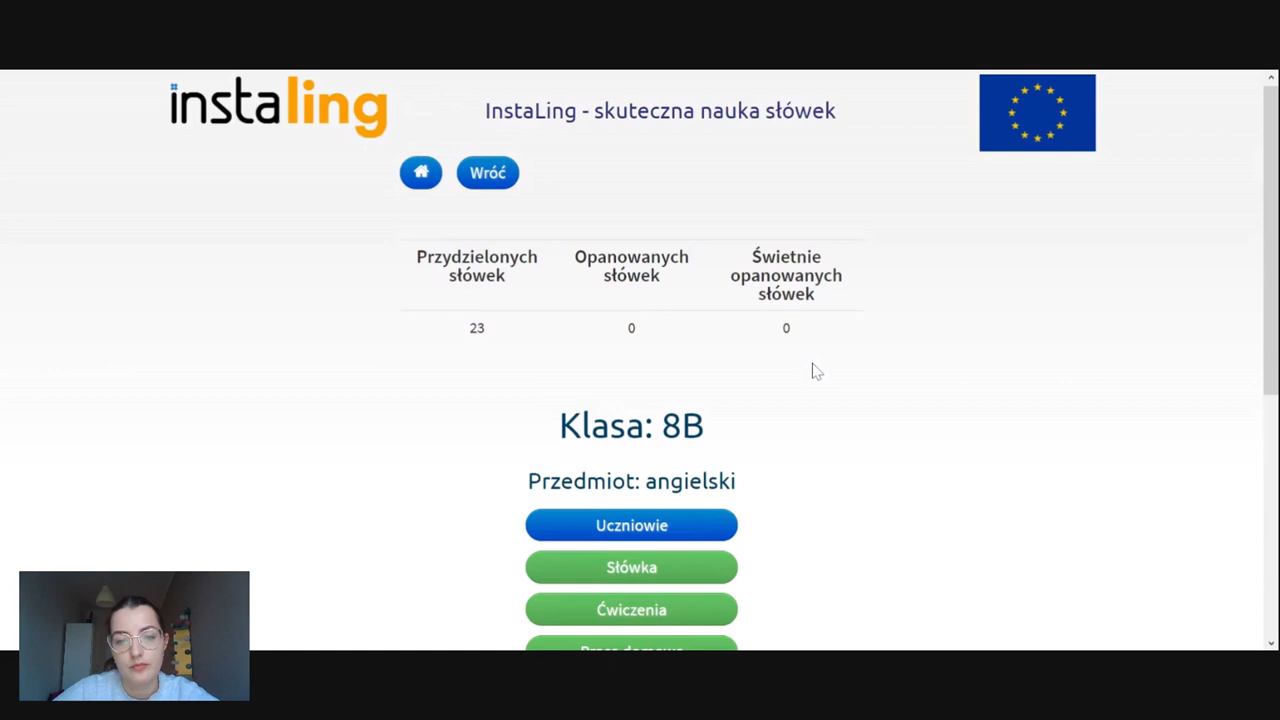 instaling
InstaLing - skuteczna nauka słówek
Wróć
Przydzielonych słówek
Opanowanych słówek
Świetnie opanowanych słówek
23
0
0
Klasa: 8B
Przedmiot: angielski
Uczniowie
Słówka
Ćwiczenia